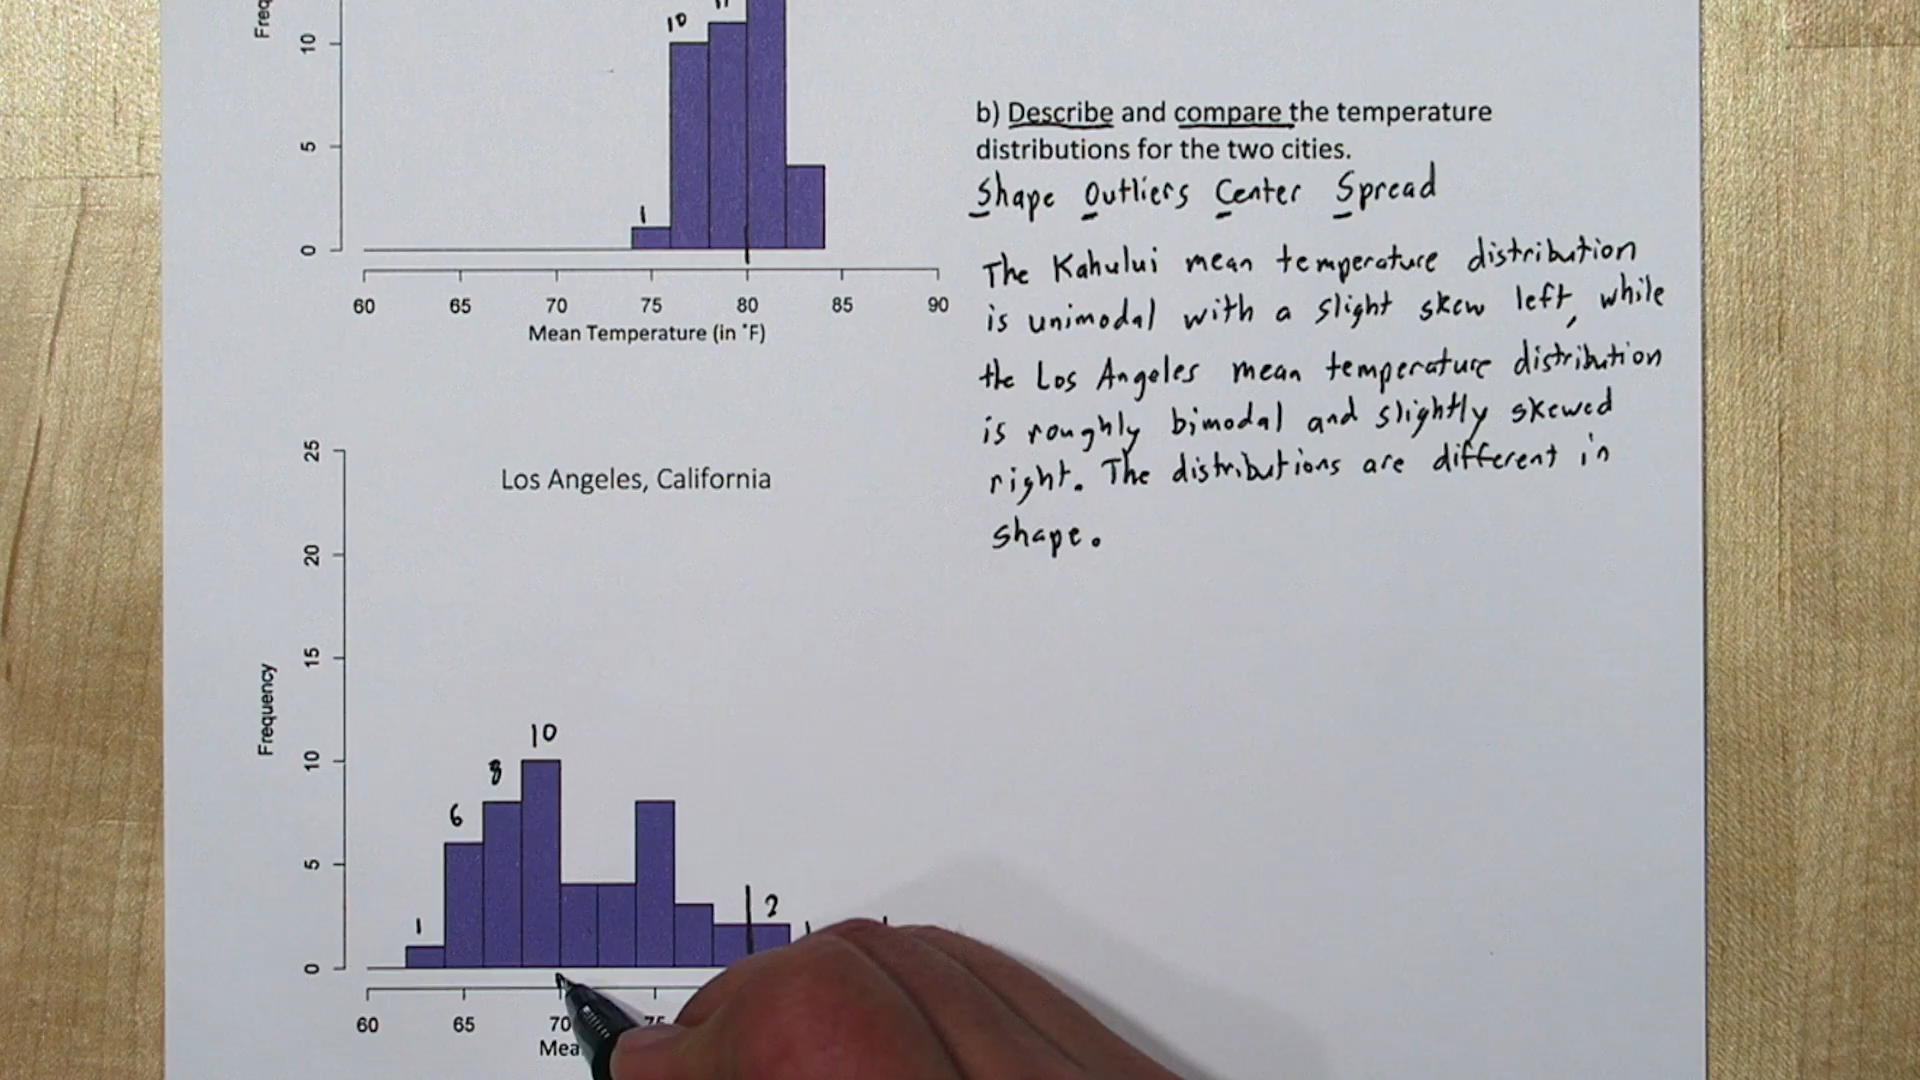 10
Freq
10
5
1
0
60 65 70 75 80 85 90
Mean Temperature (in °F)
b) Describe and compare the temperature
distributions for the two cities.
Shape Outliers Center Spread
The Kahului mean temperature distribution
is unimodal with a slight skew left, while
the Los Angeles mean temperature distribution
is roughly bimodal and slightly skewed
right. The distributions are different in
shape.
Los Angeles, California
25
20
15
10
5
0
Frequency
10
8
6
1
2
60 65 70 75
Mea